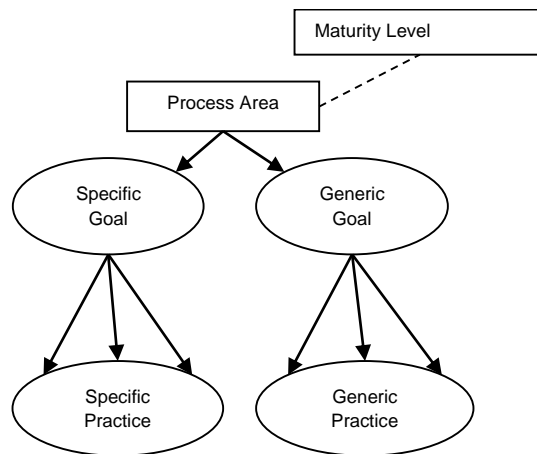 Maturity Level
Process Area
Specific
Goal
Generic
Goal
Specific
Practice
Generic
Practice